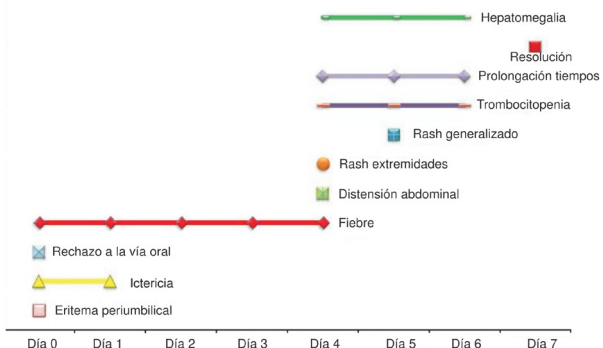 Hepatomegalia
Resolución
Prolongación tiempos
Trombocitopenia
Rash generalizado
Rash extremidades
Distensión abdominal
Fiebre
Rechazo a la vía oral
Ictericia
Eritema periumbilical
Día 0 Día 1 Día 2 Día 3 Día 4 Día 5 Día 6 Día 7